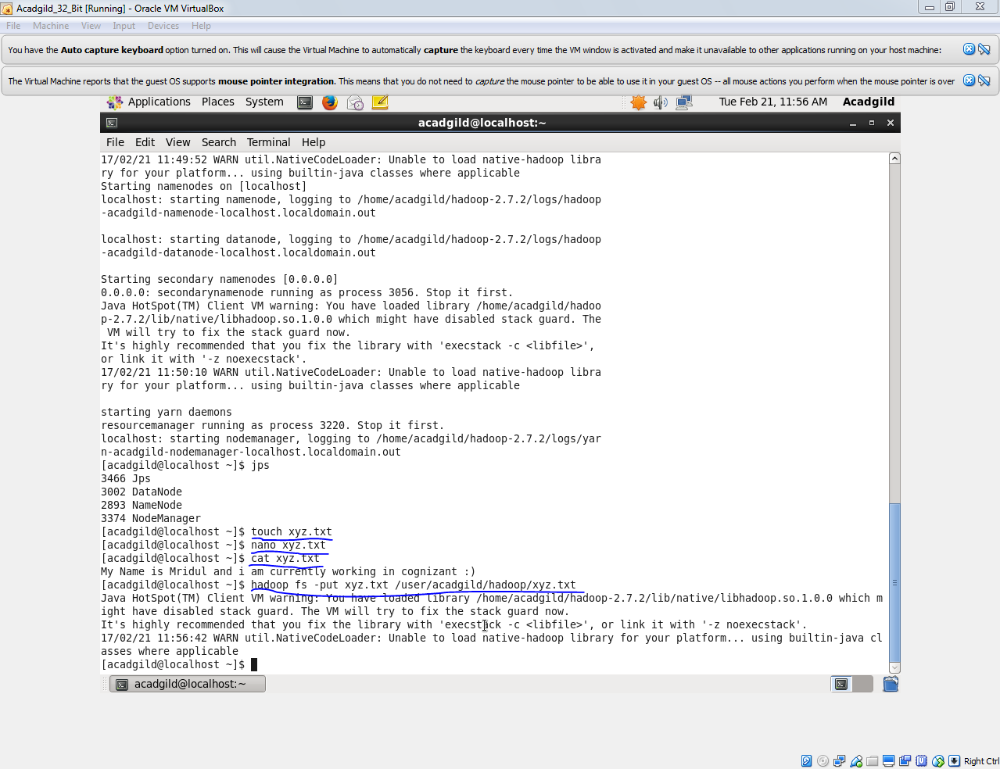 Acadgild_32_Bit [Running] - Oracle VM VirtualBox
File Machine View Input Devices Help
You have the Auto capture keyboard option turned on. This will cause the Virtual Machine to automatically capture the keyboard every time the VM window is activated and make it unavailable to other applications running on your host machine:
The Virtual Machine reports that the guest OS supports mouse pointer integration. This means that you do not need to capture the mouse pointer to be able to use it in your guest OS -- all mouse actions you perform when the mouse pointer is over
Applications Places System Tue Feb 21, 11:56 AM Acadgild
acadgild@localhost:~
File Edit View Search Terminal Help
17/02/21 11:49:52 WARN util.NativeCodeLoader: Unable to load native-hadoop libra
ry for your platform... using builtin-java classes where applicable
Starting namenodes on [localhost]
localhost: starting namenode, logging to /home/acadgild/hadoop-2.7.2/logs/hadoop
-acadgild-namenode-localhost.localdomain.out
localhost: starting datanode, logging to /home/acadgild/hadoop-2.7.2/logs/hadoop
-acadgild-datanode-localhost.localdomain.out
Starting secondary namenodes [0.0.0.0]
0.0.0.0: secondarynamenode running as process 3056. Stop it first.
Java HotSpot(TM) Client VM warning: You have loaded library /home/acadgild/hadoo
p-2.7.2/lib/native/libhadoop.so.1.0.0 which might have disabled stack guard. The
 VM will try to fix the stack guard now.
It's highly recommended that you fix the library with 'execstack -c <libfile>',
or link it with '-z noexecstack'.
17/02/21 11:50:10 WARN util.NativeCodeLoader: Unable to load native-hadoop libra
ry for your platform... using builtin-java classes where applicable
starting yarn daemons
resourcemanager running as process 3220. Stop it first.
localhost: starting nodemanager, logging to /home/acadgild/hadoop-2.7.2/logs/yar
n-acadgild-nodemanager-localhost.localdomain.out
[acadgild@localhost ~]$ jps
3466 Jps
3002 DataNode
2893 NameNode
3374 NodeManager
[acadgild@localhost ~]$ touch xyz.txt
[acadgild@localhost ~]$ nano xyz.txt
[acadgild@localhost ~]$ cat xyz.txt
My Name is Mridul and i am currently working in cognizant :)
[acadgild@localhost ~]$ hadoop fs -put xyz.txt /user/acadgild/hadoop/xyz.txt
Java HotSpot(TM) Client VM warning: You have loaded library /home/acadgild/hadoop-2.7.2/lib/native/libhadoop.so.1.0.0 which m
ight have disabled stack guard. The VM will try to fix the stack guard now.
It's highly recommended that you fix the library with 'execstack -c <libfile>', or link it with '-z noexecstack'.
17/02/21 11:56:42 WARN util.NativeCodeLoader: Unable to load native-hadoop library for your platform... using builtin-java cl
asses where applicable
[acadgild@localhost ~]$
acadgild@localhost:~
Right Ctrl